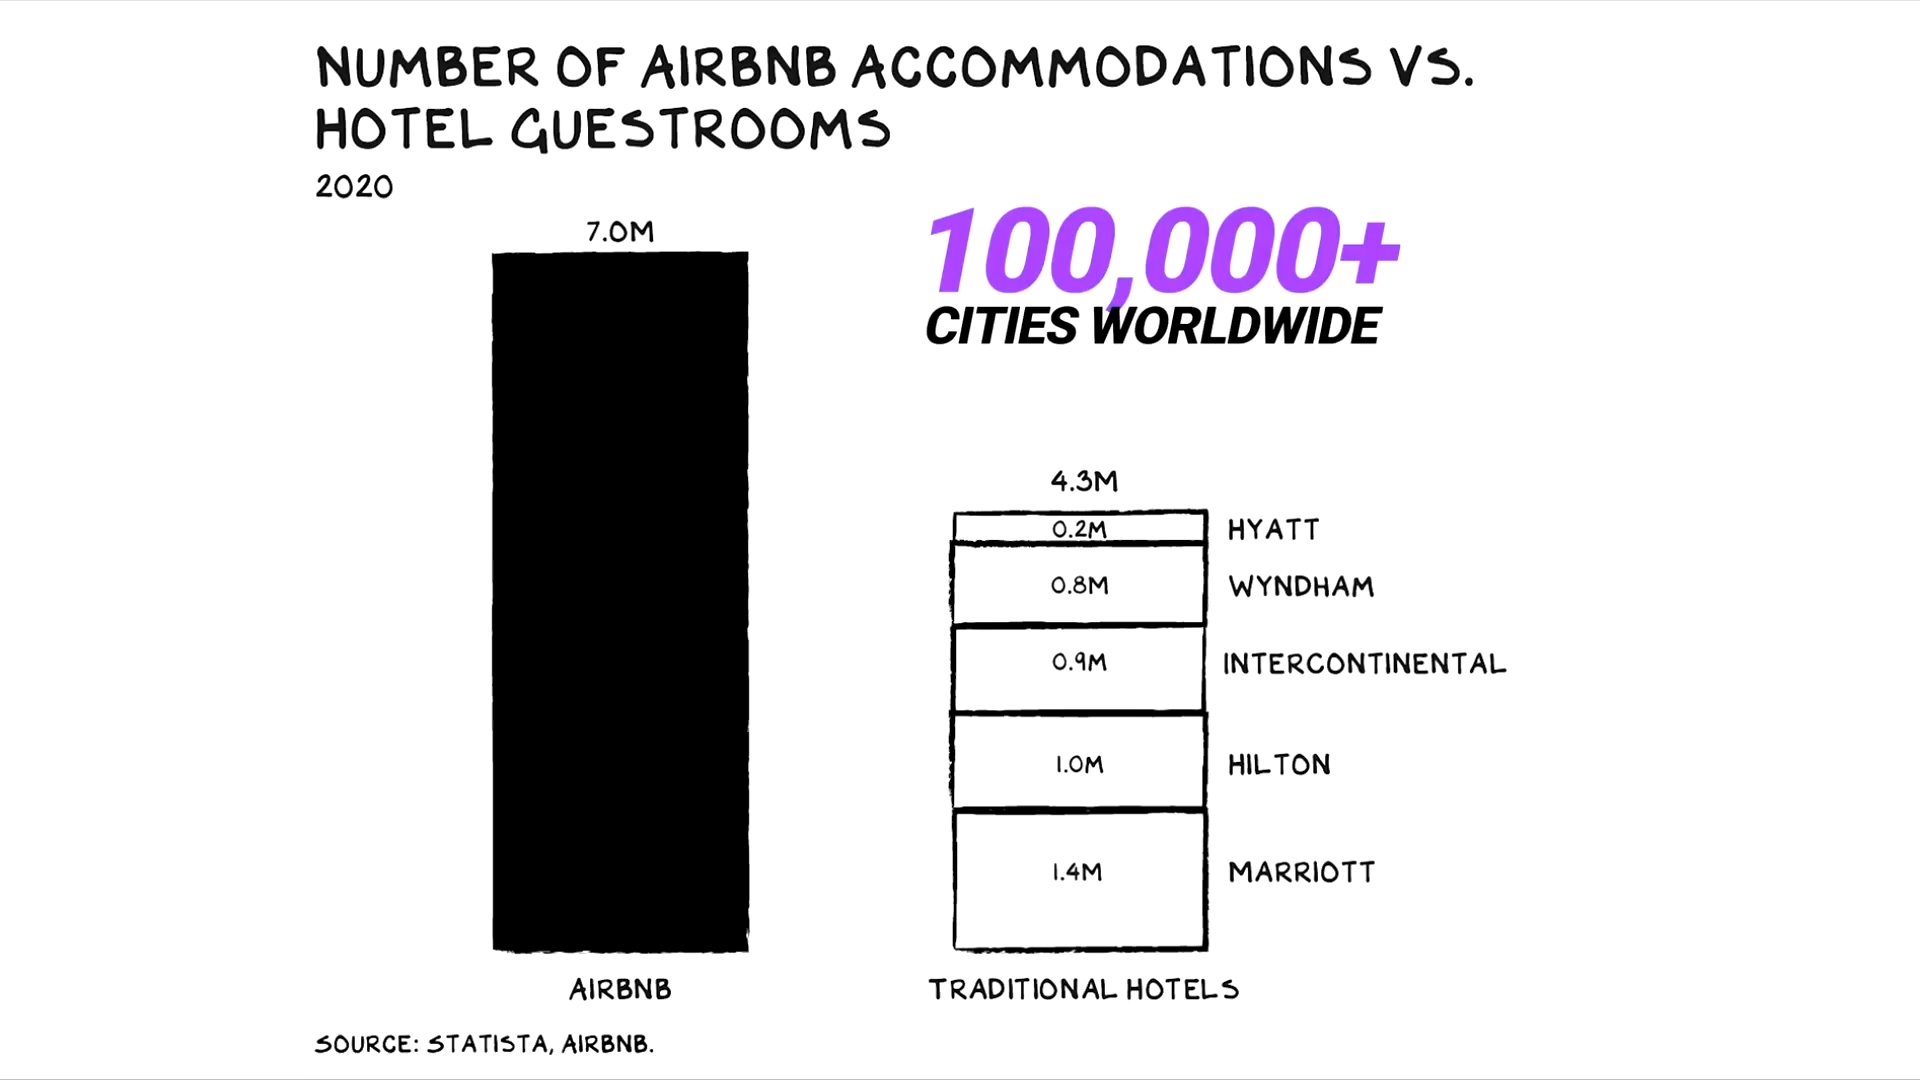 NUMBER OF AIRBNB ACCOMMODATIONS VS.
HOTEL GUESTROOMS
2020
7.0M
100,000+
CITIES WORLDWIDE
4.3M
0.2M HYATT
0.8M WYNDHAM
0.9M INTERCONTINENTAL
1.0M HILTON
1.4M MARRIOTT
AIRBNB
TRADITIONAL HOTELS
SOURCE: STATISTA, AIRBNB.